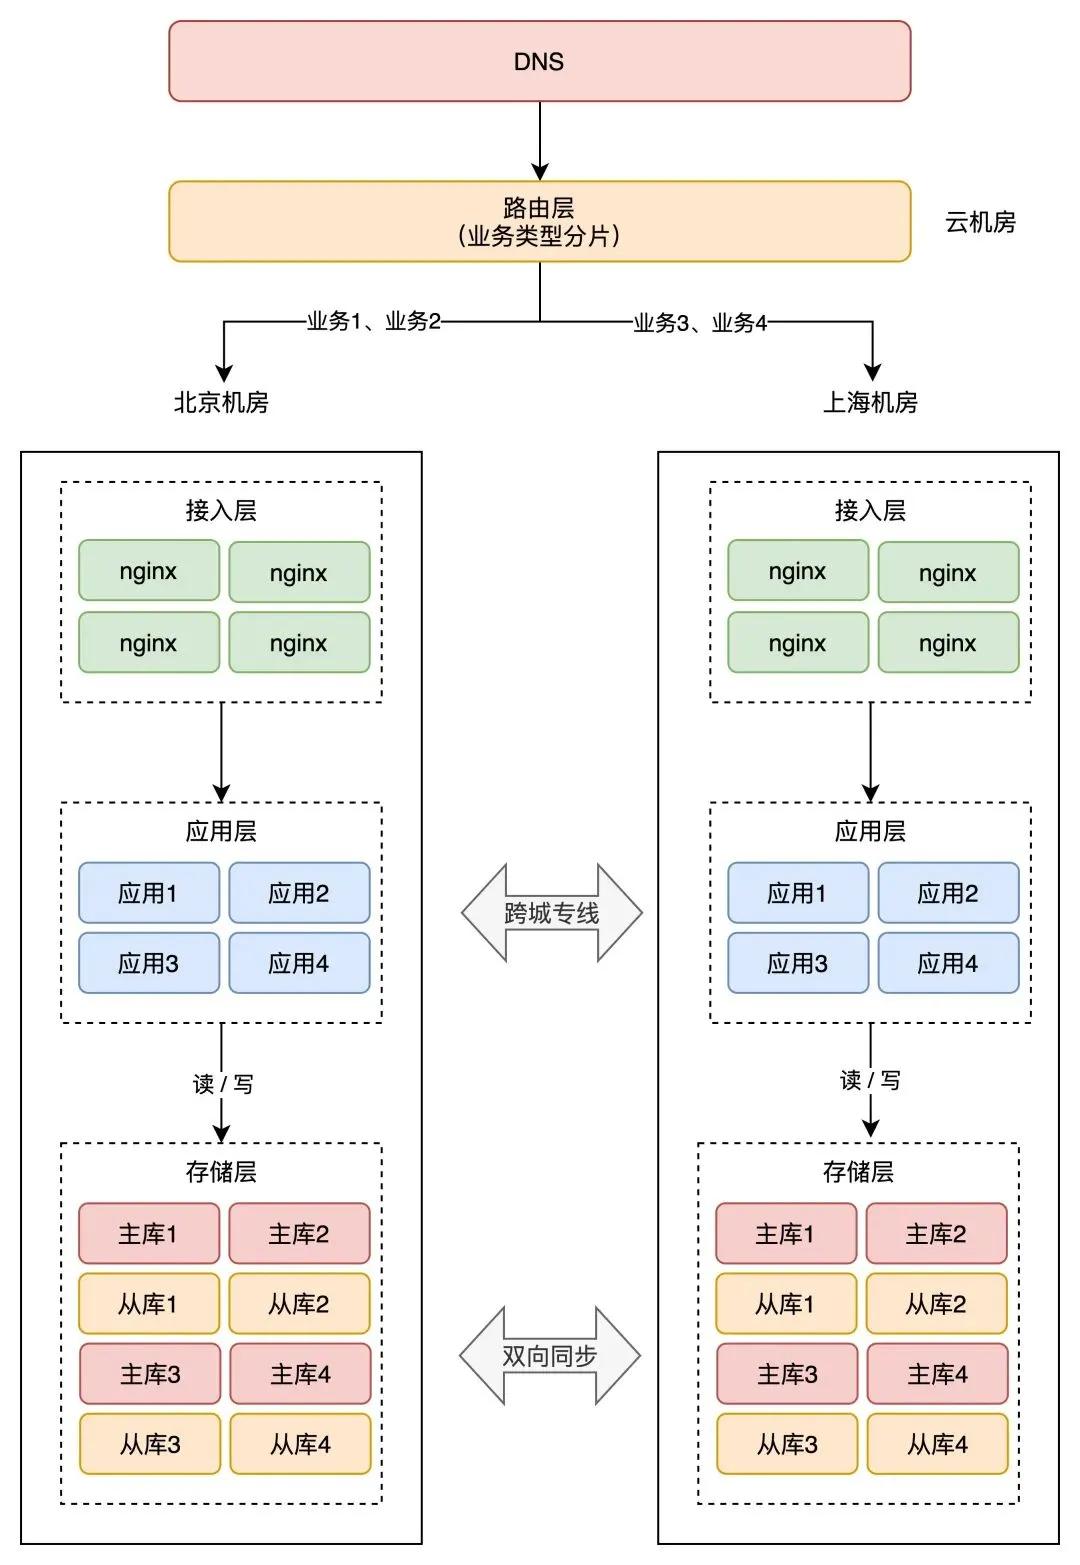 DNS
路由层
(业务类型分片)
云机房
业务1、业务2
业务3、业务4
北京机房
上海机房
接入层
nginx
nginx
nginx
nginx
应用层
应用1
应用2
应用3
应用4
读 / 写
存储层
主库1
主库2
从库1
从库2
主库3
主库4
从库3
从库4
跨城专线
双向同步
接入层
nginx
nginx
nginx
nginx
应用层
应用1
应用2
应用3
应用4
读 / 写
存储层
主库1
主库2
从库1
从库2
主库3
主库4
从库3
从库4